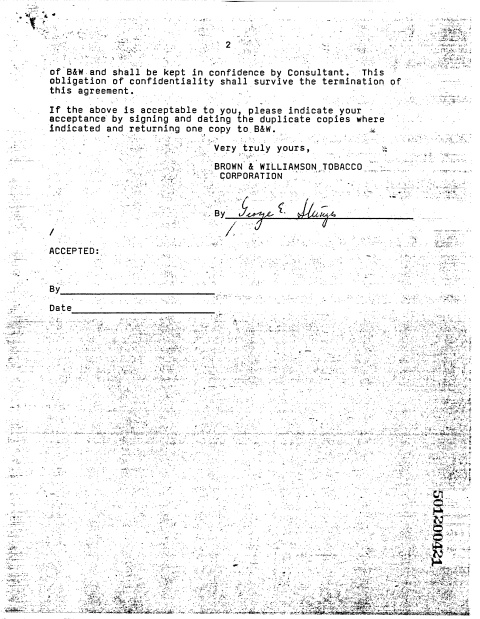 2
of B&W and shall be kept in confidence by Consultant. This
obligation of confidentiality shall survive the termination of
this agreement.
If the above is acceptable to you, please indicate your
acceptance by signing and dating the duplicate copies where
indicated and returning one copy to B&W.
Very truly yours,
BROWN & WILLIAMSON TOBACCO
CORPORATION
By George E.
ACCEPTED:
By
Date
501200421